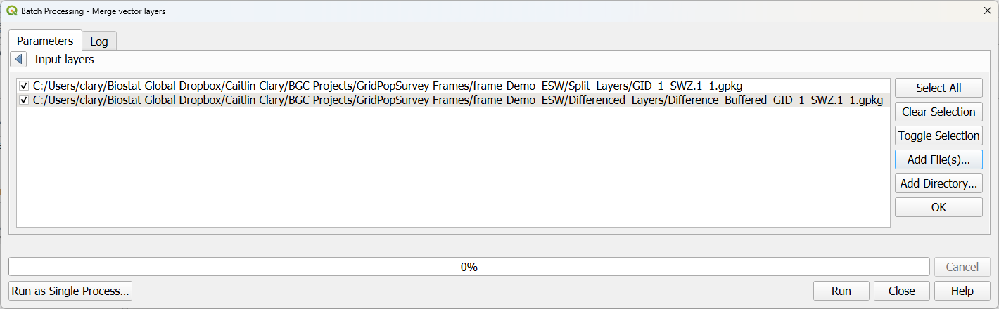 Batch Processing - Merge vector layers
Parameters
Log
Input layers
C:/Users/clary/Biostat Global Dropbox/Caitlin Clary/BGC Projects/GridPopSurvey Frames/frame-Demo_ESW/Split_Layers/GID_1_SWZ.1_1.gpkg
C:/Users/clary/Biostat Global Dropbox/Caitlin Clary/BGC Projects/GridPopSurvey Frames/frame-Demo_ESW/Differenced_Layers/Difference_Buffered_GID_1_SWZ.1_1.gpkg
Select All
Clear Selection
Toggle Selection
Add File(s)...
Add Directory...
OK
0%
Cancel
Run as Single Process...
Run
Close
Help